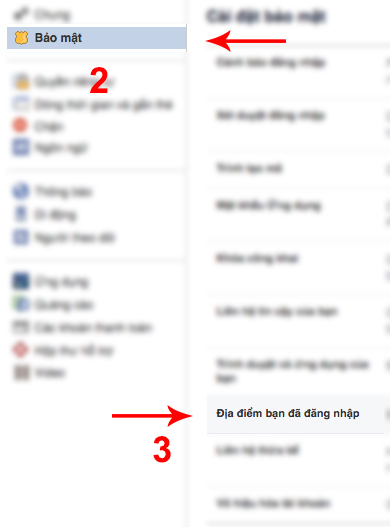 Chung
Bảo mật
2
Quyền riêng tư
Dòng thời gian và gắn thẻ
Chặn
Ngôn ngữ
Thông báo
Di động
Người theo dõi
Ứng dụng
Quảng cáo
Các khoản thanh toán
Hộp thư hỗ trợ
Video
Cài đặt bảo mật
Cảnh báo đăng nhập
Xét duyệt đăng nhập
Trình tạo mã
Mật khẩu Ứng dụng
Khóa công khai
Liên hệ tin cậy của bạn
Trình duyệt và ứng dụng của
bạn
Địa điểm bạn đã đăng nhập
3
Liên hệ thừa kế
Vô hiệu hóa tài khoản